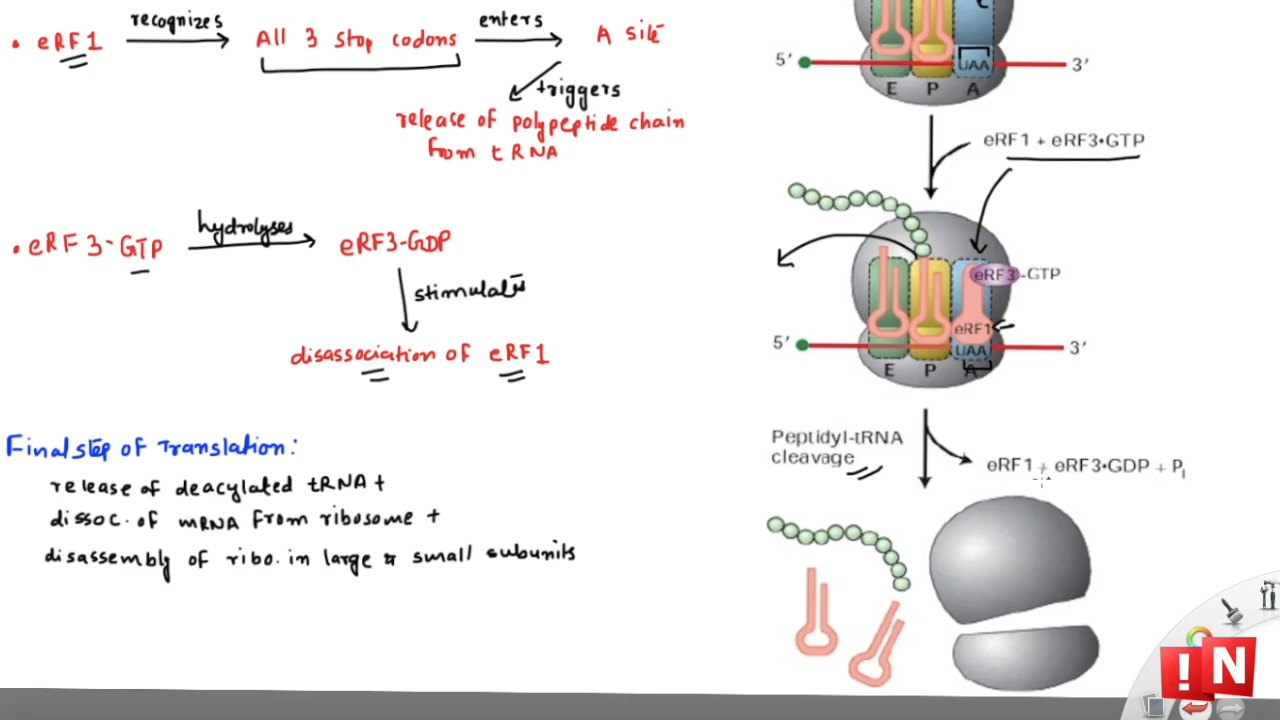 • eRF1 recognizes All 3 stop codons enters A site
triggers
release of polypeptide chain
from tRNA
• eRF3-GTP hydrolyses eRF3-GDP
stimulates
disassociation of eRF1
Final step of Translation:
release of deacylated tRNA +
dissoc. of mRNA from ribosome +
disassembly of ribo. in large & small subunits
5′ UAA 3′
E P A
eRF1 + eRF3•GTP
eRF3-GTP
eRF1
5′ UAA 3′
E P A
Peptidyl-tRNA
cleavage
eRF1 + eRF3•GDP + Pi
! N